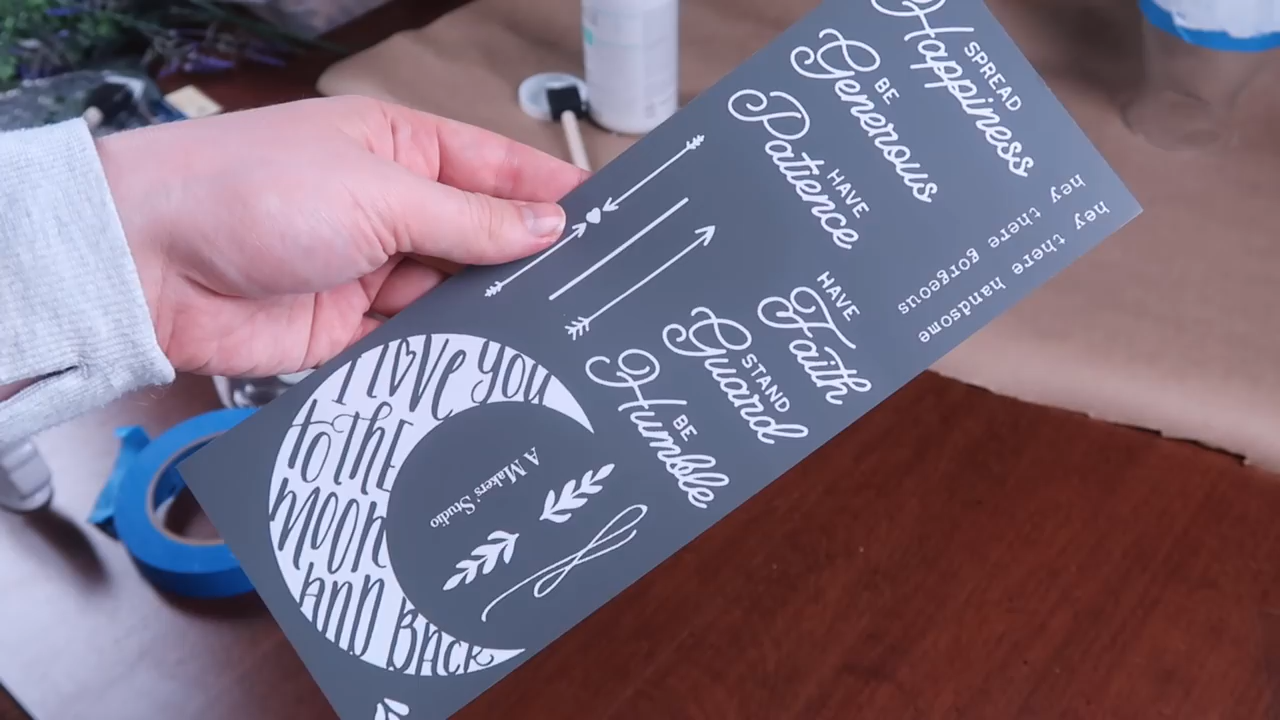 SPREAD
Happiness
BE
Generous
HAVE
Patience
hey there gorgeous
hey there handsome
HAVE
Faith
STAND
Guard
BE
Humble
I love you
to the
moon
and BACK
A Makers' Studio